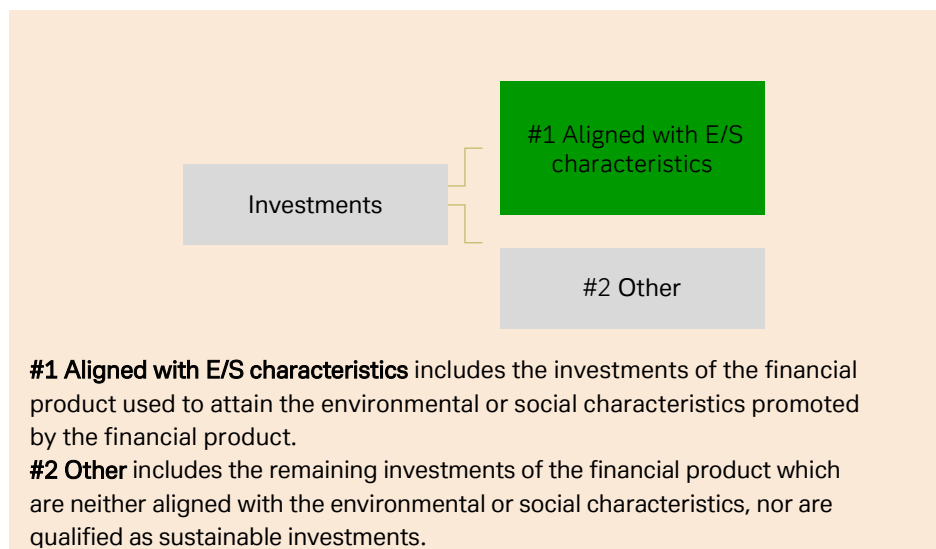 #1 Aligned with E/S
characteristics
Investments
#2 Other
#1 Aligned with E/S characteristics includes the investments of the financial
product used to attain the environmental or social characteristics promoted
by the financial product.
#2 Other includes the remaining investments of the financial product which
are neither aligned with the environmental or social characteristics, nor are
qualified as sustainable investments.